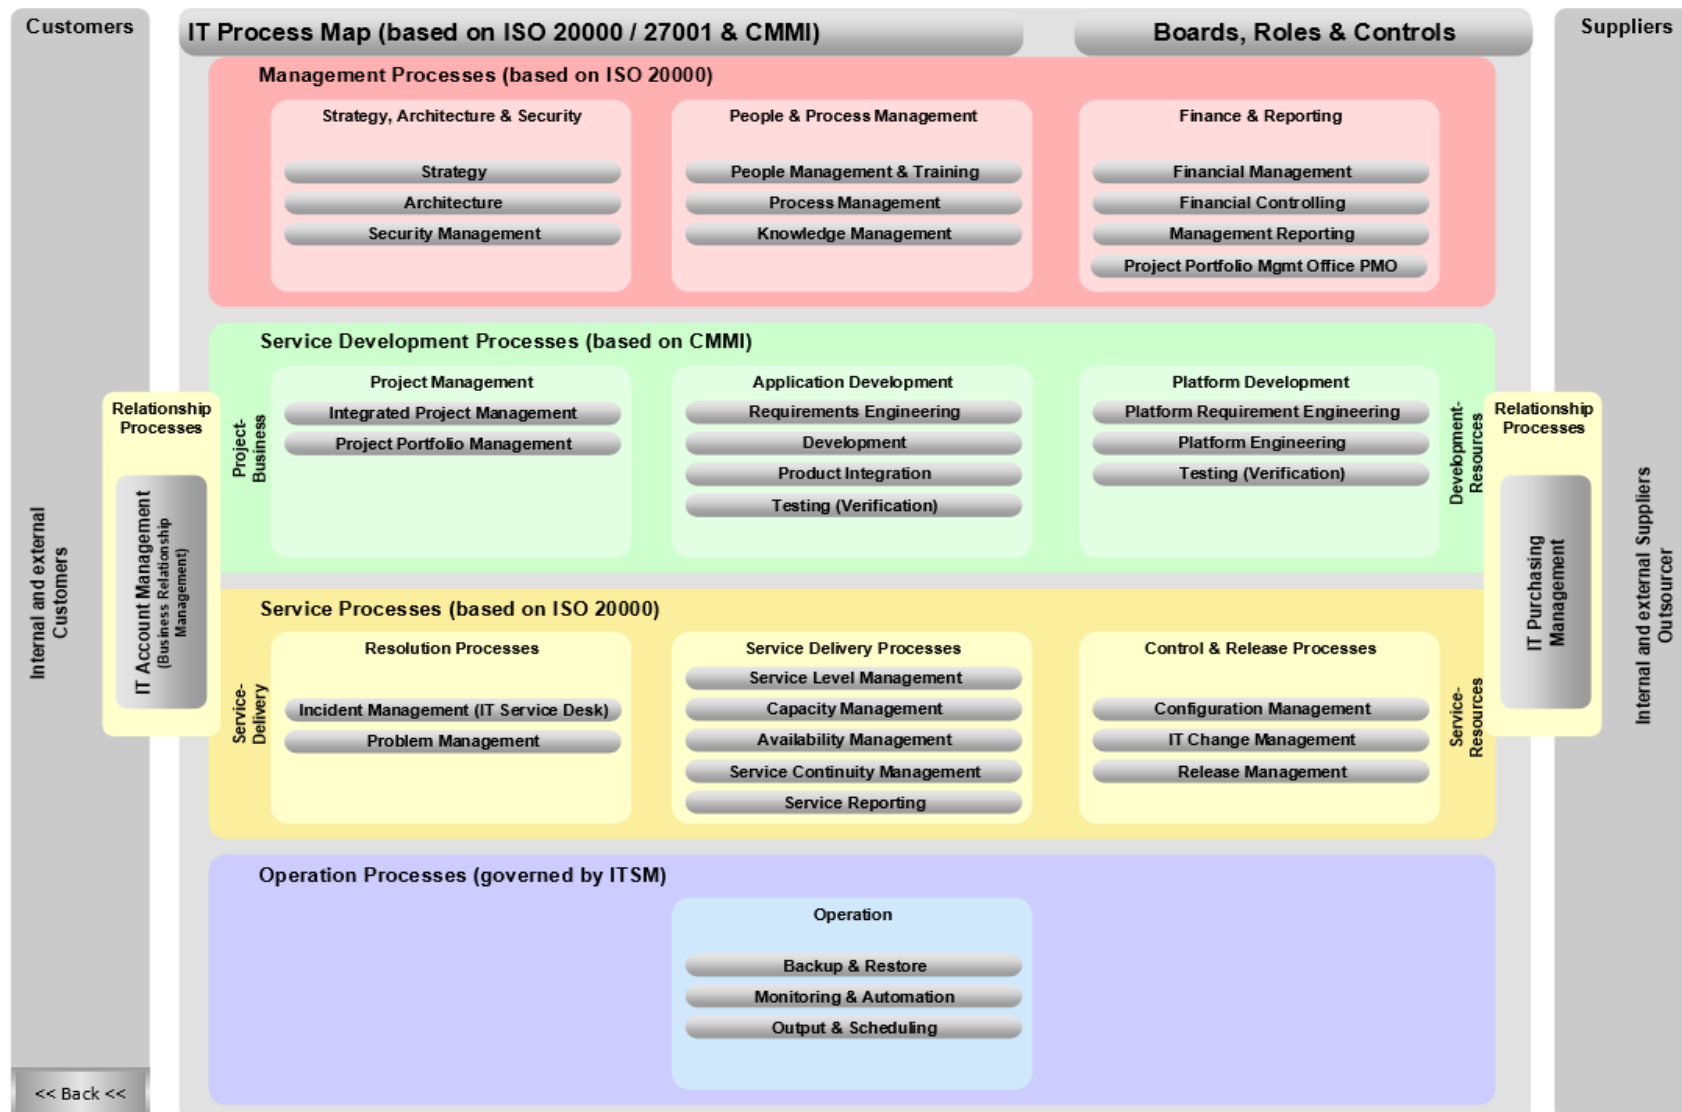 Customers
IT Process Map (based on ISO 20000 / 27001 & CMMI)
Boards, Roles & Controls
Suppliers
Management Processes (based on ISO 20000)
Strategy, Architecture & Security
Strategy
Architecture
Security Management
People & Process Management
People Management & Training
Process Management
Knowledge Management
Finance & Reporting
Financial Management
Financial Controlling
Management Reporting
Project Portfolio Mgmt Office PMO
Service Development Processes (based on CMMI)
Project-
Business
Project Management
Integrated Project Management
Project Portfolio Management
Application Development
Requirements Engineering
Development
Product Integration
Testing (Verification)
Platform Development
Platform Requirement Engineering
Platform Engineering
Testing (Verification)
Development-
Resources
Relationship
Processes
IT Account Management
(Business Relationship
Management)
Internal and external
Customers
Relationship
Processes
IT Purchasing
Management
Internal and external Suppliers
Outsourcer
Service Processes (based on ISO 20000)
Service-
Delivery
Resolution Processes
Incident Management (IT Service Desk)
Problem Management
Service Delivery Processes
Service Level Management
Capacity Management
Availability Management
Service Continuity Management
Service Reporting
Control & Release Processes
Configuration Management
IT Change Management
Release Management
Service-
Resources
Operation Processes (governed by ITSM)
Operation
Backup & Restore
Monitoring & Automation
Output & Scheduling
<< Back <<